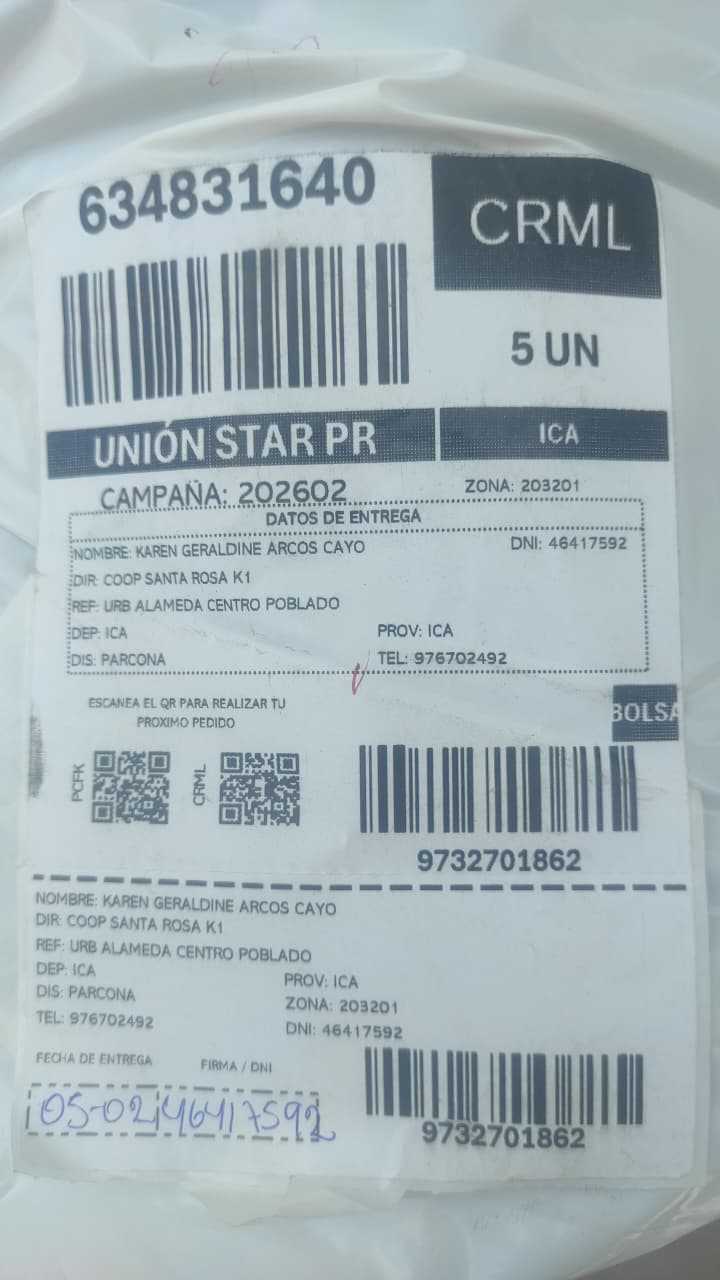 634831640
CRML
5 UN
UNIÓN STAR PR
ICA
CAMPAÑA: 202602
ZONA: 203201
DATOS DE ENTREGA
NOMBRE: KAREN GERALDINE ARCOS CAYO
DNI: 46417592
DIR: COOP SANTA ROSA K1
REF: URB ALAMEDA CENTRO POBLADO
DEP: ICA
PROV: ICA
DIS: PARCONA
TEL: 976702492
ESCANEA EL QR PARA REALIZAR TU
PROXIMO PEDIDO
BOLSA
PCFK
CRML
9732701862
NOMBRE: KAREN GERALDINE ARCOS CAYO
DIR: COOP SANTA ROSA K1
REF: URB ALAMEDA CENTRO POBLADO
DEP: ICA
PROV: ICA
DIS: PARCONA
ZONA: 203201
TEL: 976702492
DNI: 46417592
FECHA DE ENTREGA
FIRMA / DNI
05-02 46417592
9732701862